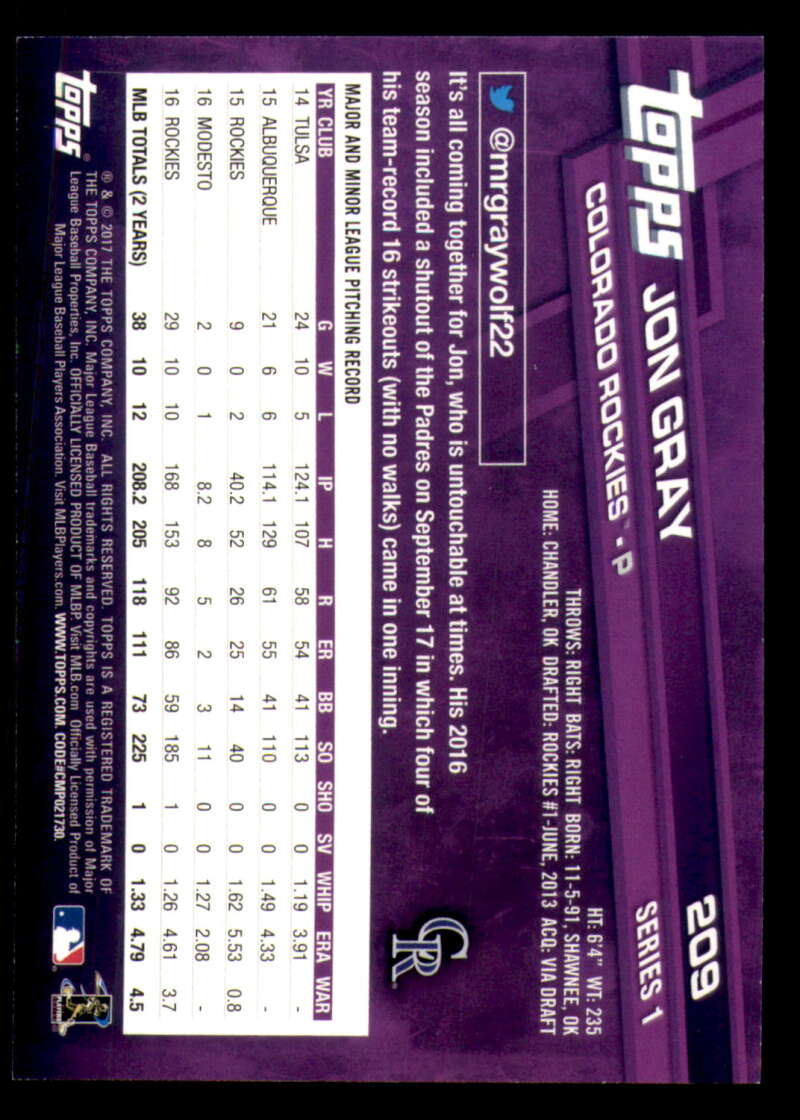 topps JON GRAY 209
COLORADO ROCKIES™ • P SERIES 1
HT: 6'4" WT: 235
THROWS: RIGHT BATS: RIGHT BORN: 11-5-91, SHAWNEE, OK
HOME: CHANDLER, OK DRAFTED: ROCKIES #1-JUNE, 2013 ACQ: VIA DRAFT
@mrgraywolf22
CR
It's all coming together for Jon, who is untouchable at times. His 2016
season included a shutout of the Padres on September 17 in which four of
his team-record 16 strikeouts (with no walks) came in one inning.
MAJOR AND MINOR LEAGUE PITCHING RECORD
YR CLUB G W L IP H R ER BB SO SHO SV WHIP ERA WAR
14 TULSA 24 10 5 124.1 107 58 54 41 113 0 0 1.19 3.91 -
15 ALBUQUERQUE 21 6 6 114.1 129 61 55 41 110 0 0 1.49 4.33 -
15 ROCKIES 9 0 2 40.2 52 26 25 14 40 0 0 1.62 5.53 0.8
16 MODESTO 2 0 1 8.2 8 5 2 3 11 0 0 1.27 2.08 -
16 ROCKIES 29 10 10 168 153 92 86 59 185 1 0 1.26 4.61 3.7
MLB TOTALS (2 YEARS) 38 10 12 208.2 205 118 111 73 225 1 0 1.33 4.79 4.5
topps®
® & © 2017 THE TOPPS COMPANY, INC. ALL RIGHTS RESERVED. TOPPS IS A REGISTERED TRADEMARK OF
THE TOPPS COMPANY, INC. Major League Baseball trademarks and copyrights are used with permission of Major
League Baseball Properties, Inc. OFFICIALLY LICENSED PRODUCT OF MLBP. Visit MLB.com Officially Licensed Product of
Major League Baseball Players Association. Visit MLBPlayers.com. WWW.TOPPS.COM. CODE#CMP021730.